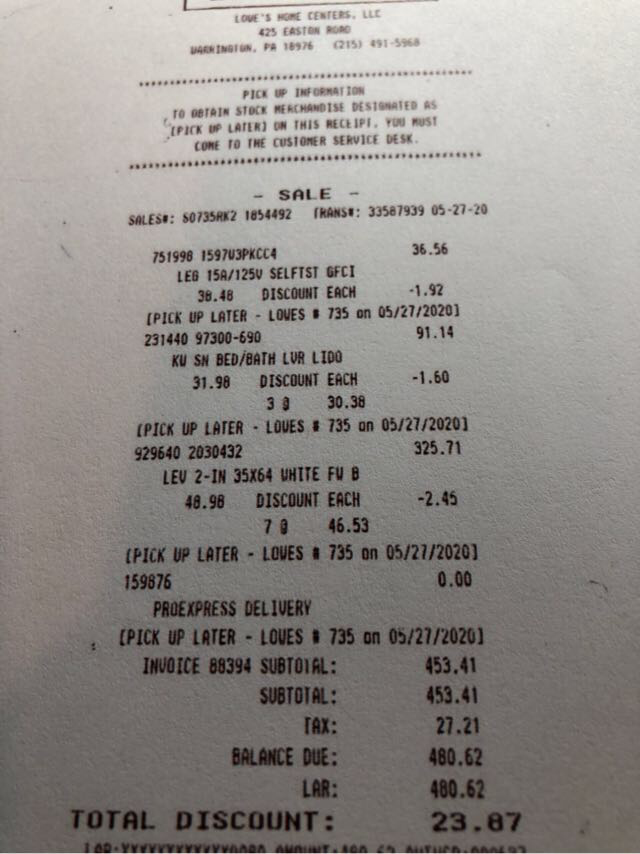 LOWE'S HOME CENTERS, LLC
425 EASTON ROAD
WARRINGTON, PA 18976 (215) 491-5968
PICK UP INFORMATION
TO OBTAIN STOCK MERCHANDISE DESIGNATED AS
[PICK UP LATER] ON THIS RECEIPT, YOU MUST
COME TO THE CUSTOMER SERVICE DESK.
- SALE -
SALES#: S0735RK2 1854492 TRANS#: 33587939 05-27-20
751998 1597W3PKCC4 36.56
LEG 15A/125V SELFTST GFCI
38.48 DISCOUNT EACH -1.92
[PICK UP LATER - LOWES # 735 on 05/27/2020]
231440 97300-690 91.14
KW SN BED/BATH LVR LIDO
31.98 DISCOUNT EACH -1.60
3 @ 30.38
[PICK UP LATER - LOWES # 735 on 05/27/2020]
929640 2030432 325.71
LEV 2-IN 35X64 WHITE FW B
48.98 DISCOUNT EACH -2.45
7 @ 46.53
[PICK UP LATER - LOWES # 735 on 05/27/2020]
159876 0.00
PROEXPRESS DELIVERY
[PICK UP LATER - LOWES # 735 on 05/27/2020]
INVOICE 88394 SUBTOTAL: 453.41
SUBTOTAL: 453.41
TAX: 27.21
BALANCE DUE: 480.62
LAR: 480.62
TOTAL DISCOUNT: 23.87